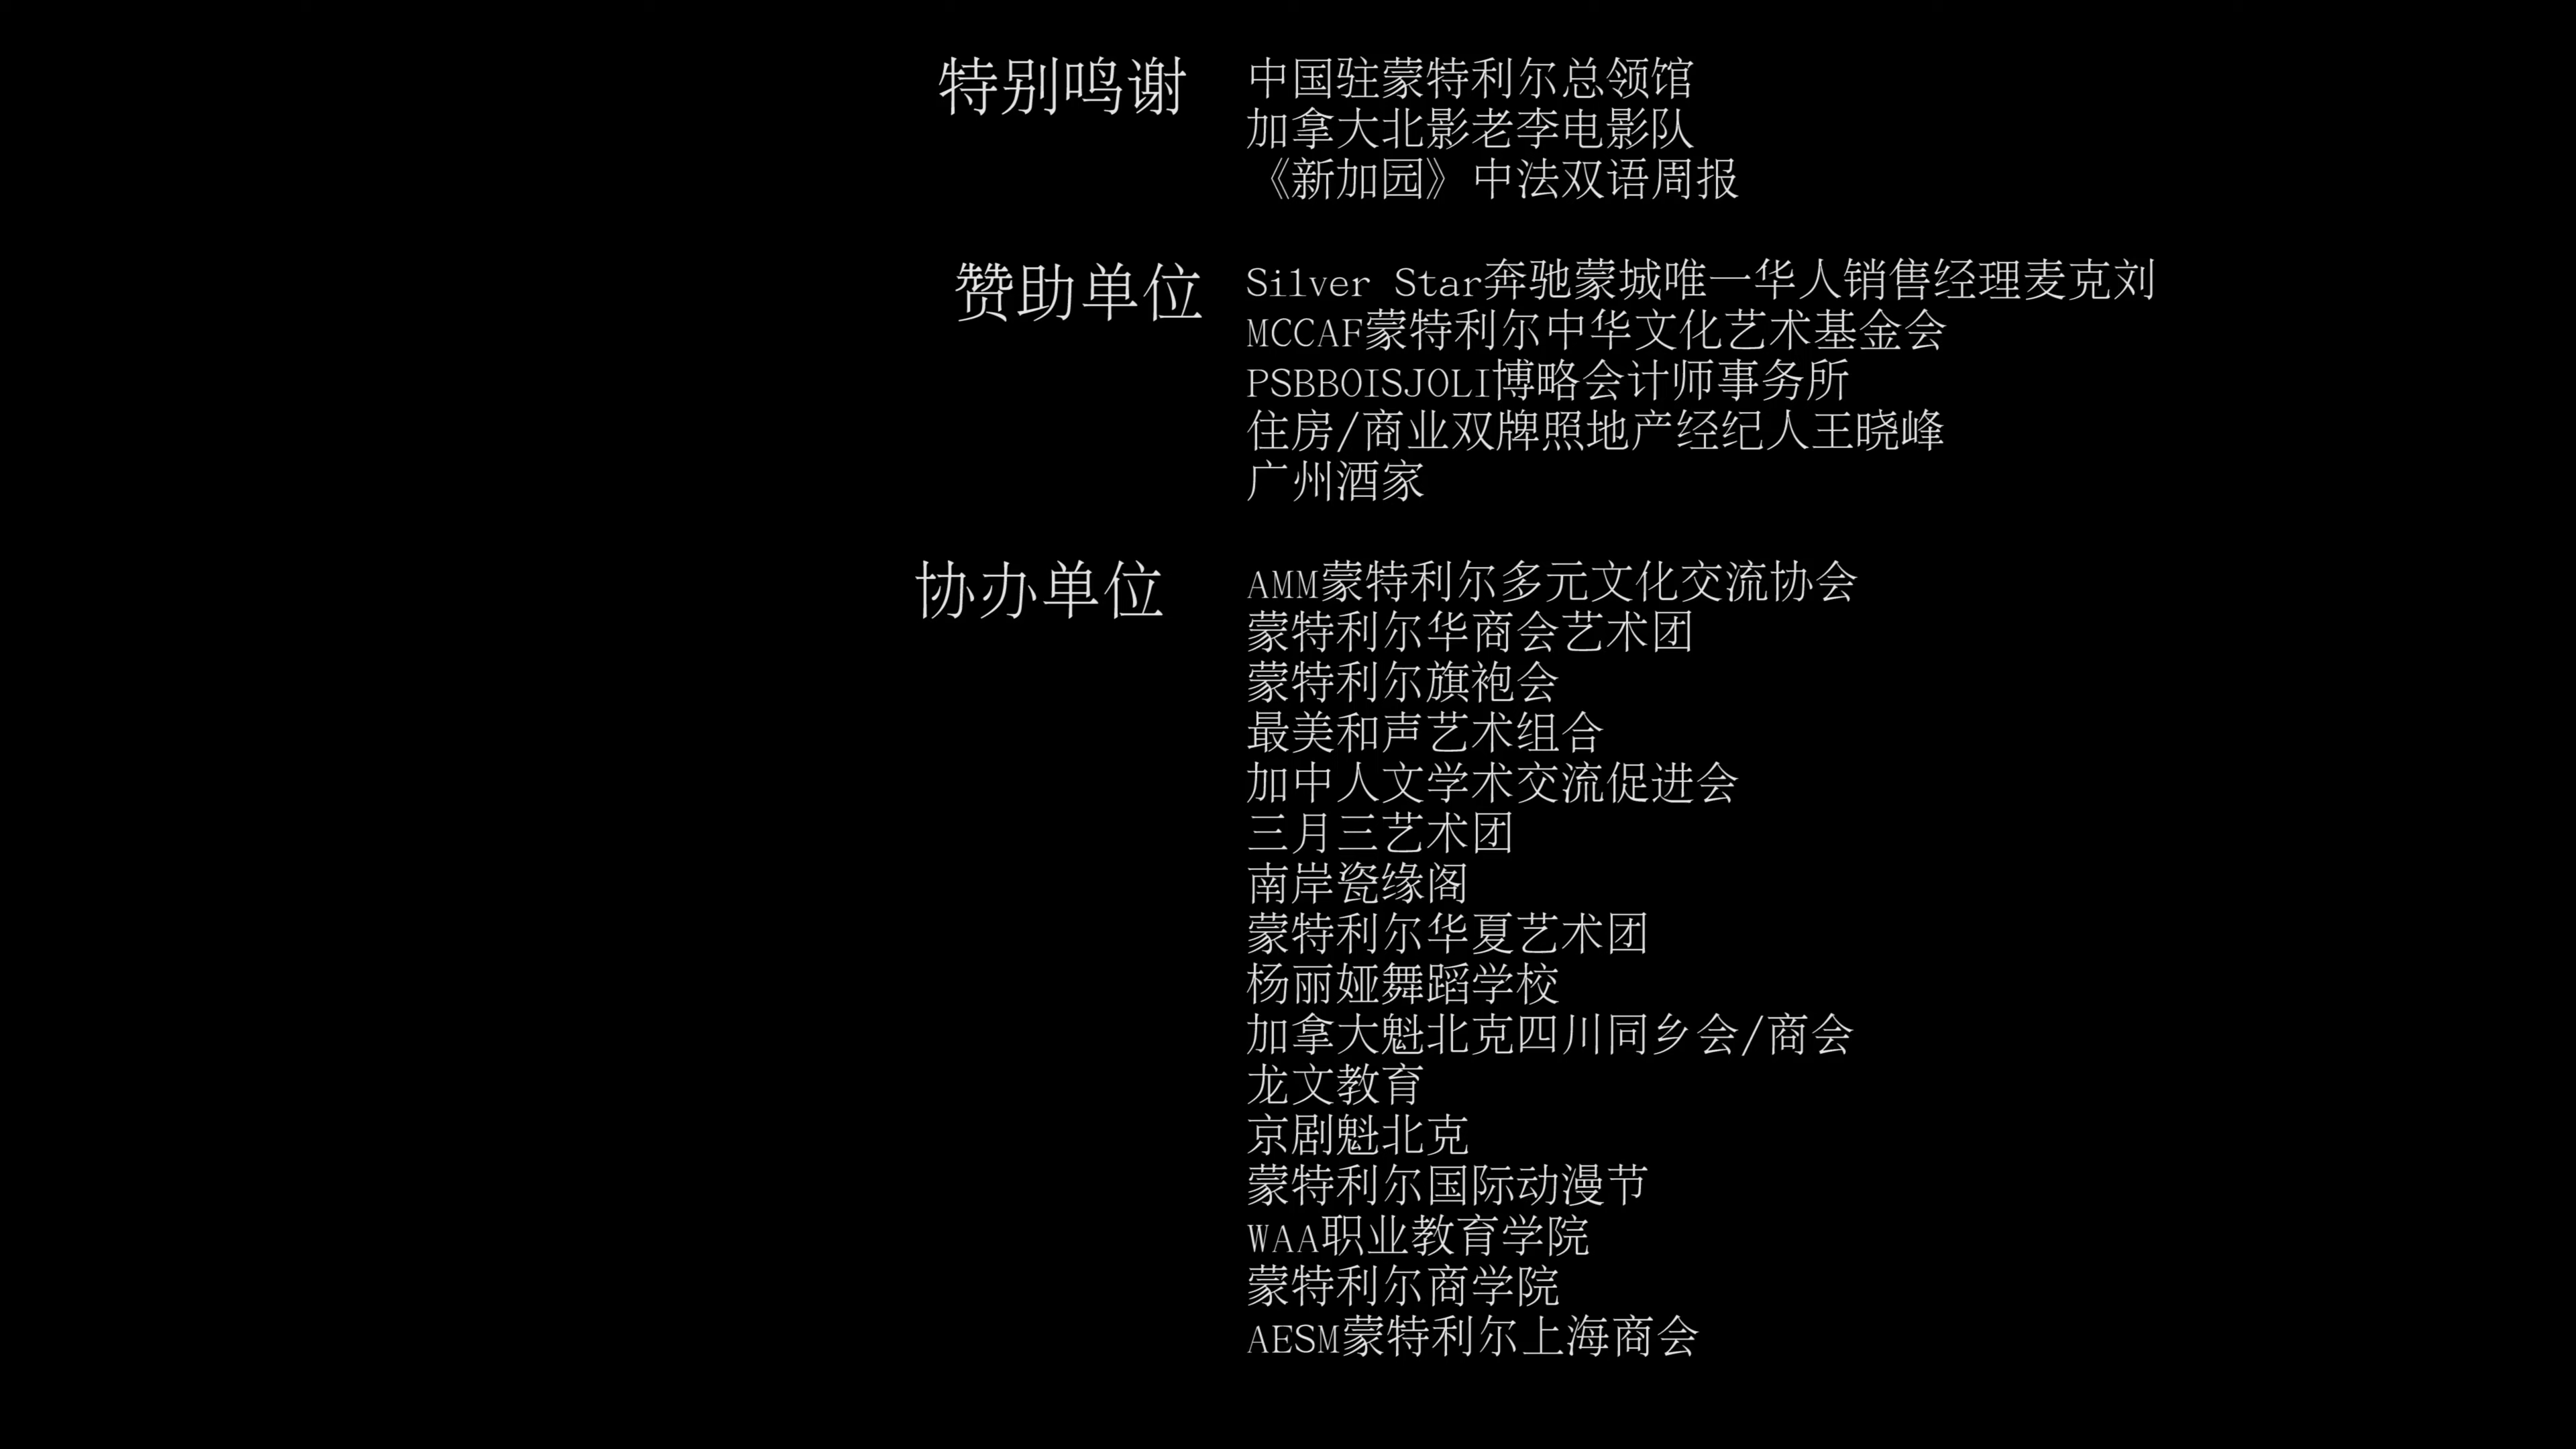 特别鸣谢 中国驻蒙特利尔总领馆
加拿大北影老李电影队
《新加园》中法双语周报
赞助单位 Silver Star奔驰蒙城唯一华人销售经理麦克刘
MCCAF蒙特利尔中华文化艺术基金会
PSBBOISJOLI博略会计师事务所
住房/商业双牌照地产经纪人王晓峰
广州酒家
协办单位 AMM蒙特利尔多元文化交流协会
蒙特利尔华商会艺术团
蒙特利尔旗袍会
最美和声艺术组合
加中人文学术交流促进会
三月三艺术团
南岸瓷缘阁
蒙特利尔华夏艺术团
杨丽娅舞蹈学校
加拿大魁北克四川同乡会/商会
龙文教育
京剧魁北克
蒙特利尔国际动漫节
WAA职业教育学院
蒙特利尔商学院
AESM蒙特利尔上海商会